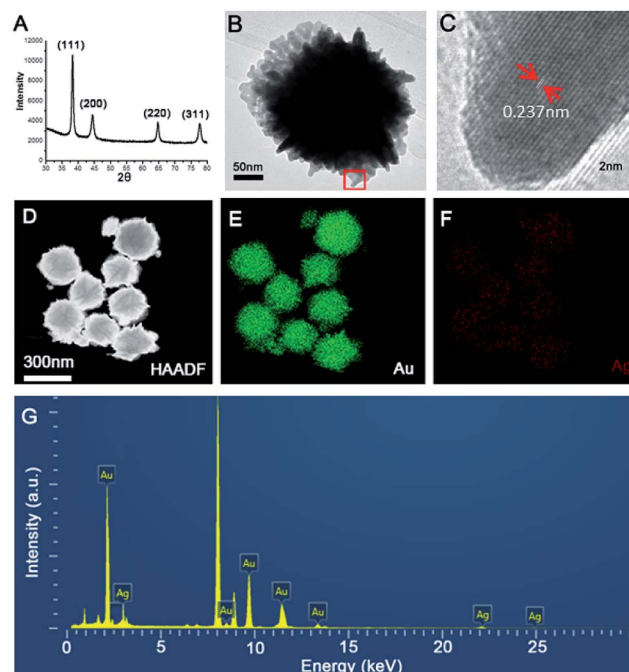 A
(111)
(200)
(220)
(311)
Intensity
12000
10000
8000
6000
4000
2000
0
30 35 40 45 50 55 60 65 70 75 80
2θ
B
50nm
C
0.237nm
2nm
D
300nm
HAADF
E
Au
F
Ag
G
Intensity (a.u.)
Au
Ag
Au
Au
Au
Au
Ag
Ag
0 5 10 15 20 25
Energy (keV)